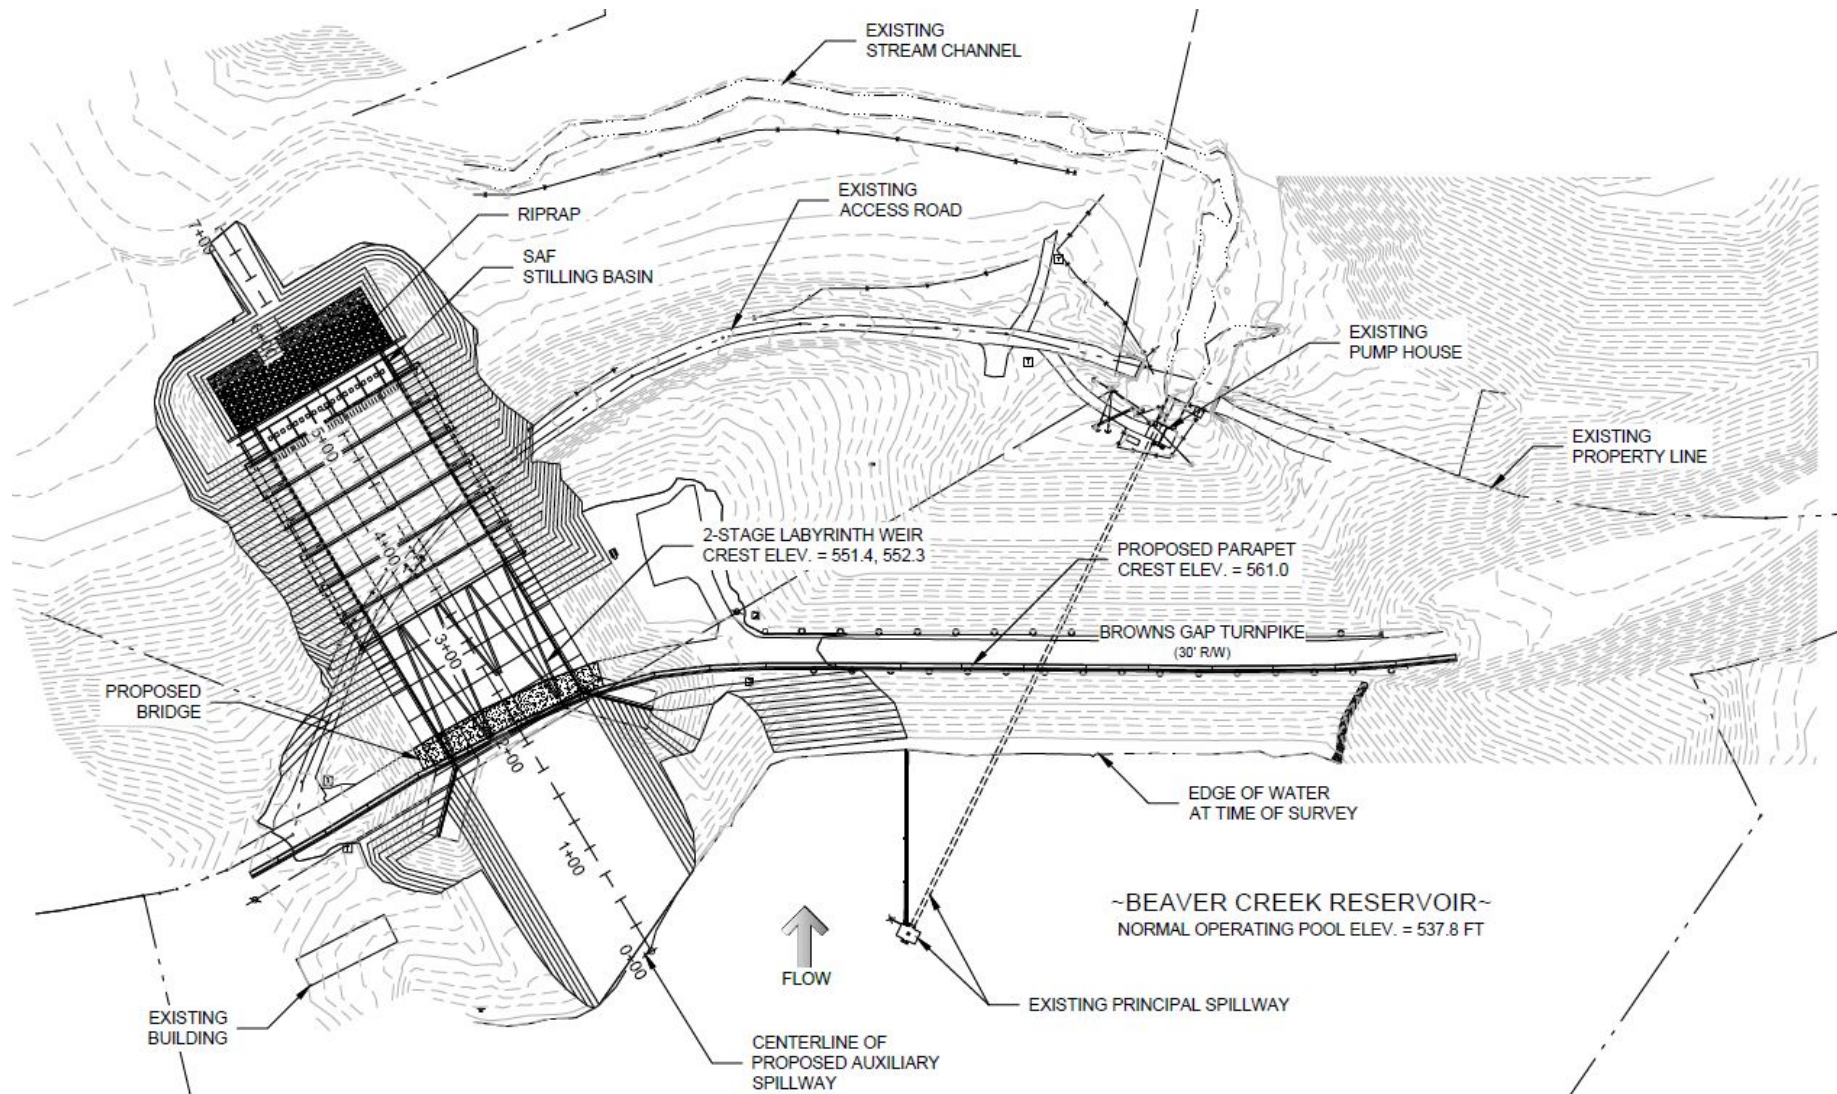 EXISTING
STREAM CHANNEL
EXISTING
ACCESS ROAD
RIPRAP
SAF
STILLING BASIN
7+00
EXISTING
PUMP HOUSE
EXISTING
PROPERTY LINE
5+00
4+00
3+00
2+00
1+00
0+00
2-STAGE LABYRINTH WEIR
CREST ELEV. = 551.4, 552.3
PROPOSED PARAPET
CREST ELEV. = 561.0
BROWNS GAP TURNPIKE
(30' R/W)
PROPOSED
BRIDGE
EDGE OF WATER
AT TIME OF SURVEY
~BEAVER CREEK RESERVOIR~
NORMAL OPERATING POOL ELEV. = 537.8 FT
FLOW
EXISTING PRINCIPAL SPILLWAY
EXISTING
BUILDING
CENTERLINE OF
PROPOSED AUXILIARY
SPILLWAY